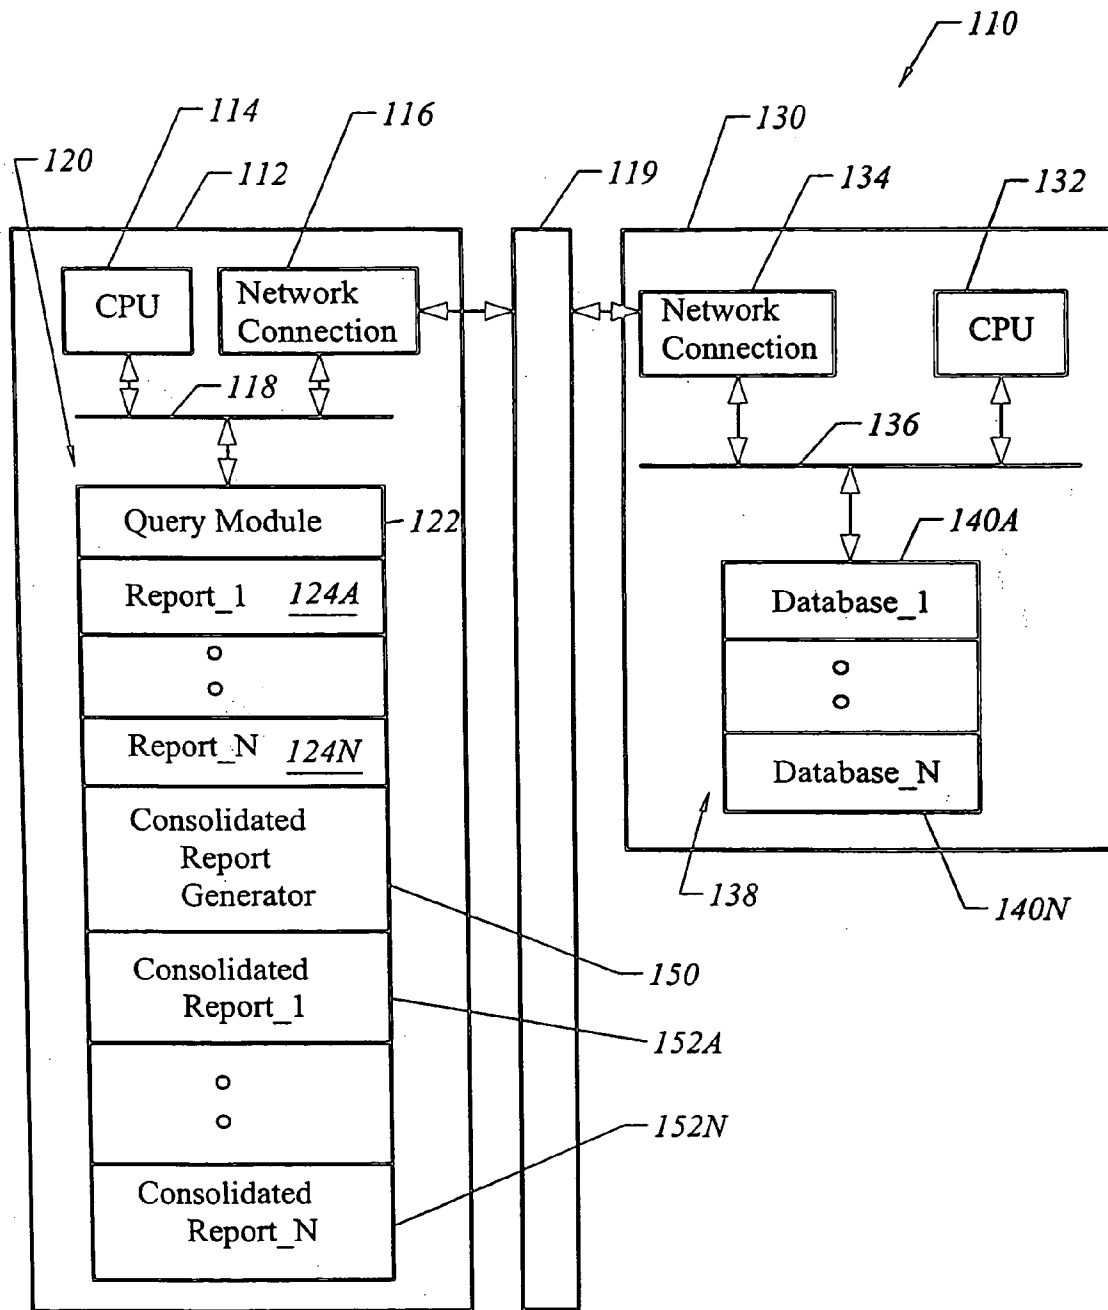 110
114
116
130
120
112
119
134
132
CPU
Network
Connection
Network
Connection
CPU
118
136
Query Module
122
140A
Report_1 124A
Database_1
Report_N 124N
Database_N
Consolidated
Report
Generator
138
140N
150
Consolidated
Report_1
152A
152N
Consolidated
Report_N